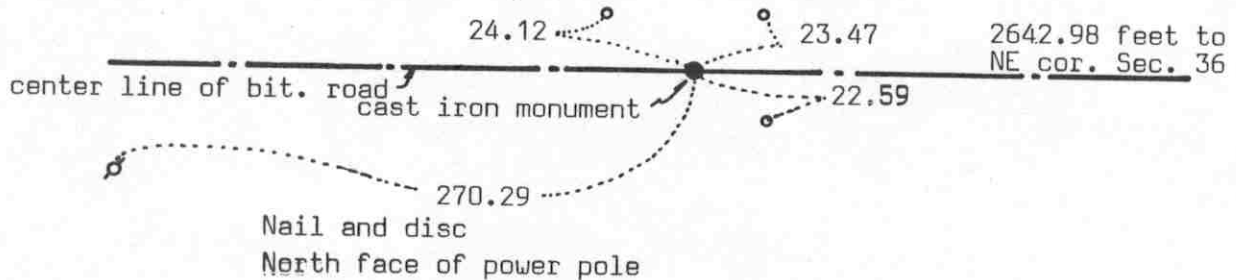 24.12
23.47
2642.98 feet to
NE cor. Sec. 36
center line of bit. road
cast iron monument
22.59
270.29
Nail and disc
North face of power pole